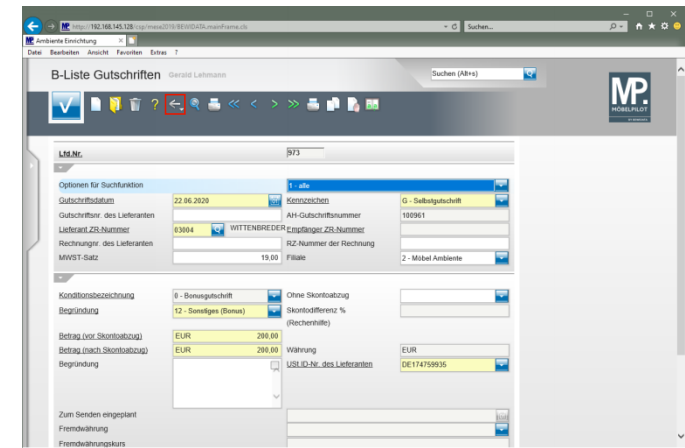 http://192.168.145.128/csp/mese2019/BEWIDATA.mainFrame.cls
Suchen...
Ambiente Einrichtung
Datei Bearbeiten Ansicht Favoriten Extras ?
B-Liste Gutschriften Gerald Lehmann
Suchen (Alt+s)
MP.
MÖBELPILOT
Lfd.Nr. 973
Optionen für Suchfunktion 1 - alle
Gutschriftsdatum 22.06.2020 Kennzeichen G - Selbstgutschrift
Gutschriftsnr. des Lieferanten AH-Gutschriftsnummer 100961
Lieferant ZR-Nummer 03004 WITTENBREDER Empfänger ZR-Nummer
Rechnungnr. des Lieferanten RZ-Nummer der Rechnung
MWST-Satz 19,00 Filiale 2 - Möbel Ambiente
Konditionsbezeichnung 0 - Bonusgutschrift Ohne Skontoabzug
Begründung 12 - Sonstiges (Bonus) Skontodifferenz %
(Rechenhilfe)
Betrag (vor Skontoabzug) EUR 200,00
Betrag (nach Skontoabzug) EUR 200,00 Währung EUR
Begründung USt.ID-Nr. des Lieferanten DE174759935
Zum Senden eingeplant
Fremdwährung
Fremdwährungskurs